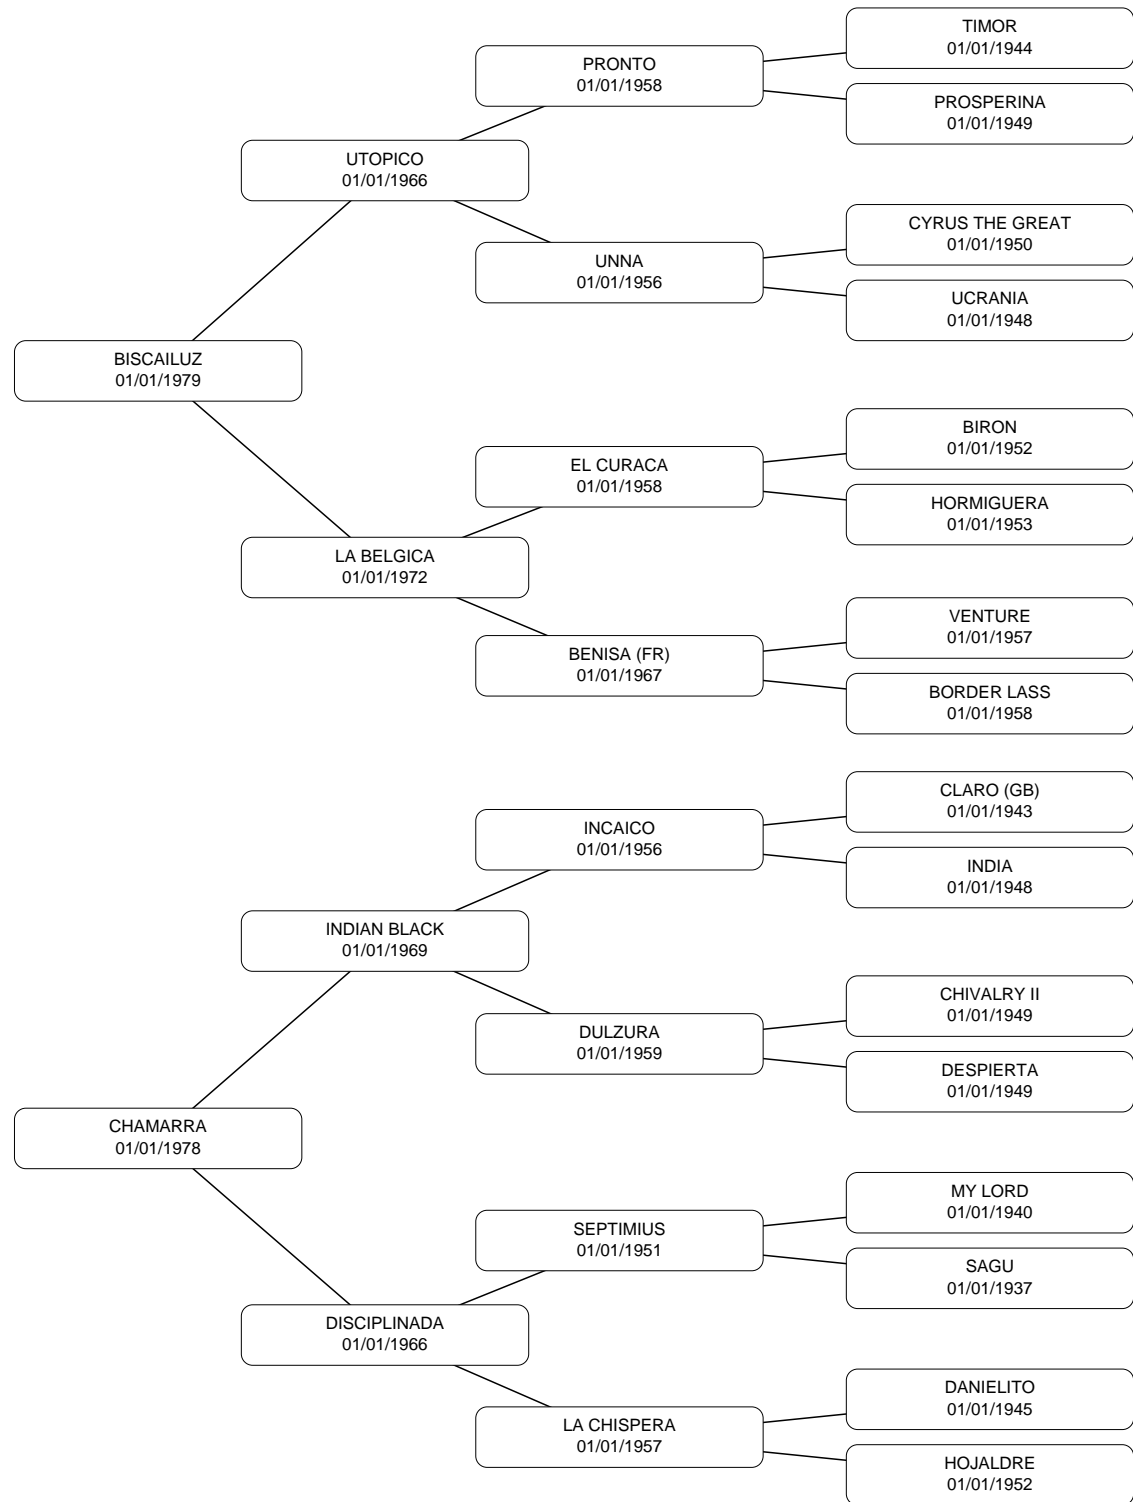 TIMOR
01/01/1944
PRONTO
01/01/1958
PROSPERINA
01/01/1949
UTOPICO
01/01/1966
CYRUS THE GREAT
01/01/1950
UNNA
01/01/1956
UCRANIA
01/01/1948
BISCAILUZ
01/01/1979
BIRON
01/01/1952
EL CURACA
01/01/1958
HORMIGUERA
01/01/1953
LA BELGICA
01/01/1972
VENTURE
01/01/1957
BENISA (FR)
01/01/1967
BORDER LASS
01/01/1958
CLARO (GB)
01/01/1943
INCAICO
01/01/1956
INDIA
01/01/1948
INDIAN BLACK
01/01/1969
CHIVALRY II
01/01/1949
DULZURA
01/01/1959
DESPIERTA
01/01/1949
CHAMARRA
01/01/1978
MY LORD
01/01/1940
SEPTIMIUS
01/01/1951
SAGU
01/01/1937
DISCIPLINADA
01/01/1966
DANIELITO
01/01/1945
LA CHISPERA
01/01/1957
HOJALDRE
01/01/1952